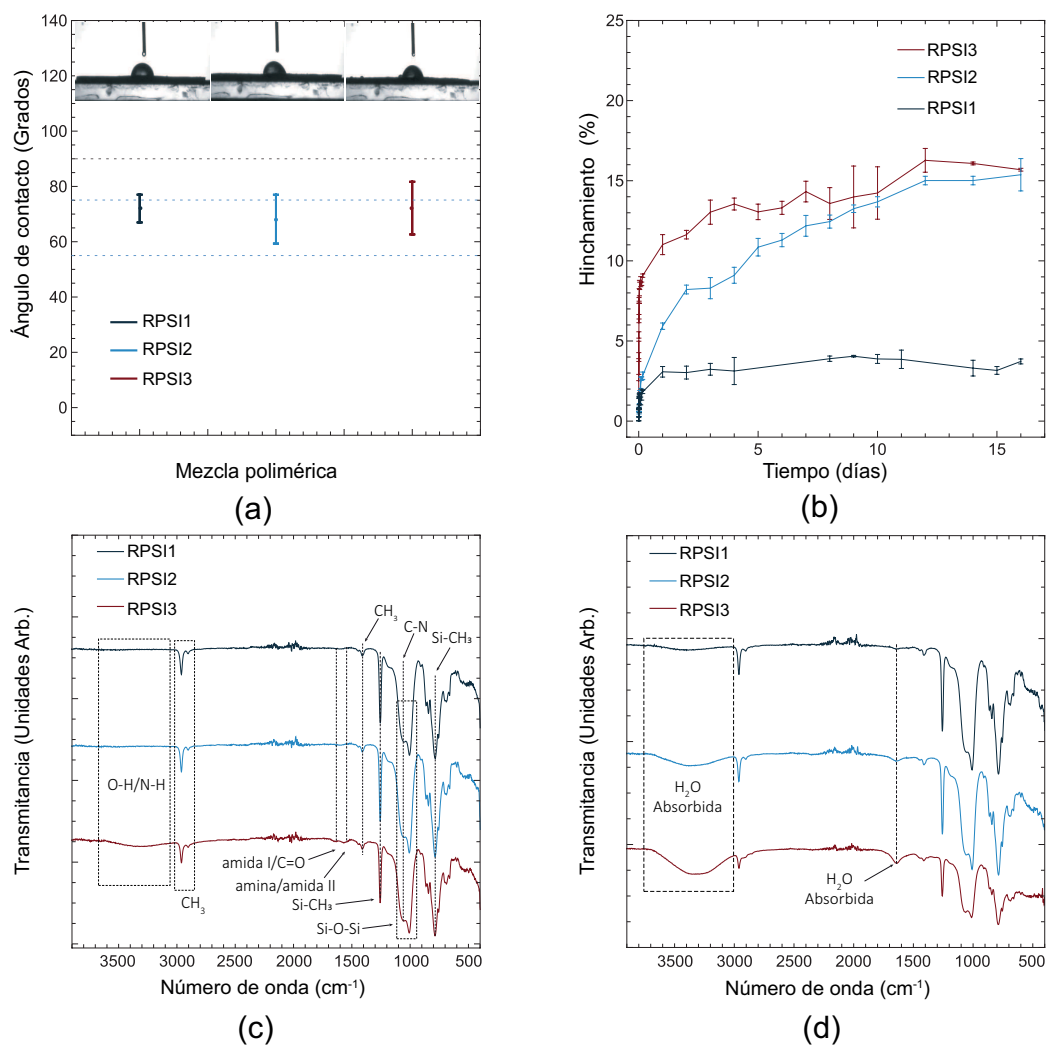 Ángulo de contacto (Grados)
140
120
100
80
60
40
20
0
RPSI1
RPSI2
RPSI3
Mezcla polimérica
(a)
Hinchamiento (%)
25
20
15
10
5
0
RPSI3
RPSI2
RPSI1
0
5
10
15
Tiempo (días)
(b)
Transmitancia (Unidades Arb.)
RPSI1
RPSI2
RPSI3
CH₃
C-N
Si-CH₃
O-H/N-H
amida I/C=O
amina/amida II
CH₃
Si-CH₃
Si-O-Si
3500
3000
2500
2000
1500
1000
500
Número de onda (cm⁻¹)
(c)
Transmitancia (Unidades Arb.)
RPSI1
RPSI2
RPSI3
H₂O
Absorbida
H₂O
Absorbida
3500
3000
2500
2000
1500
1000
500
Número de onda (cm⁻¹)
(d)